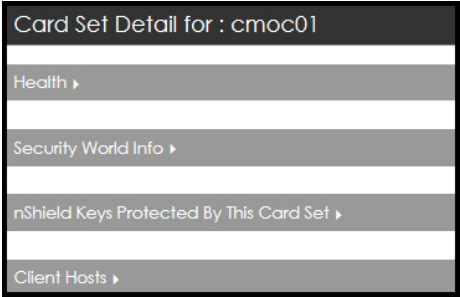 Card Set Detail for : cmoc01
Health
Security World Info
nShield Keys Protected By This Card Set
Client Hosts